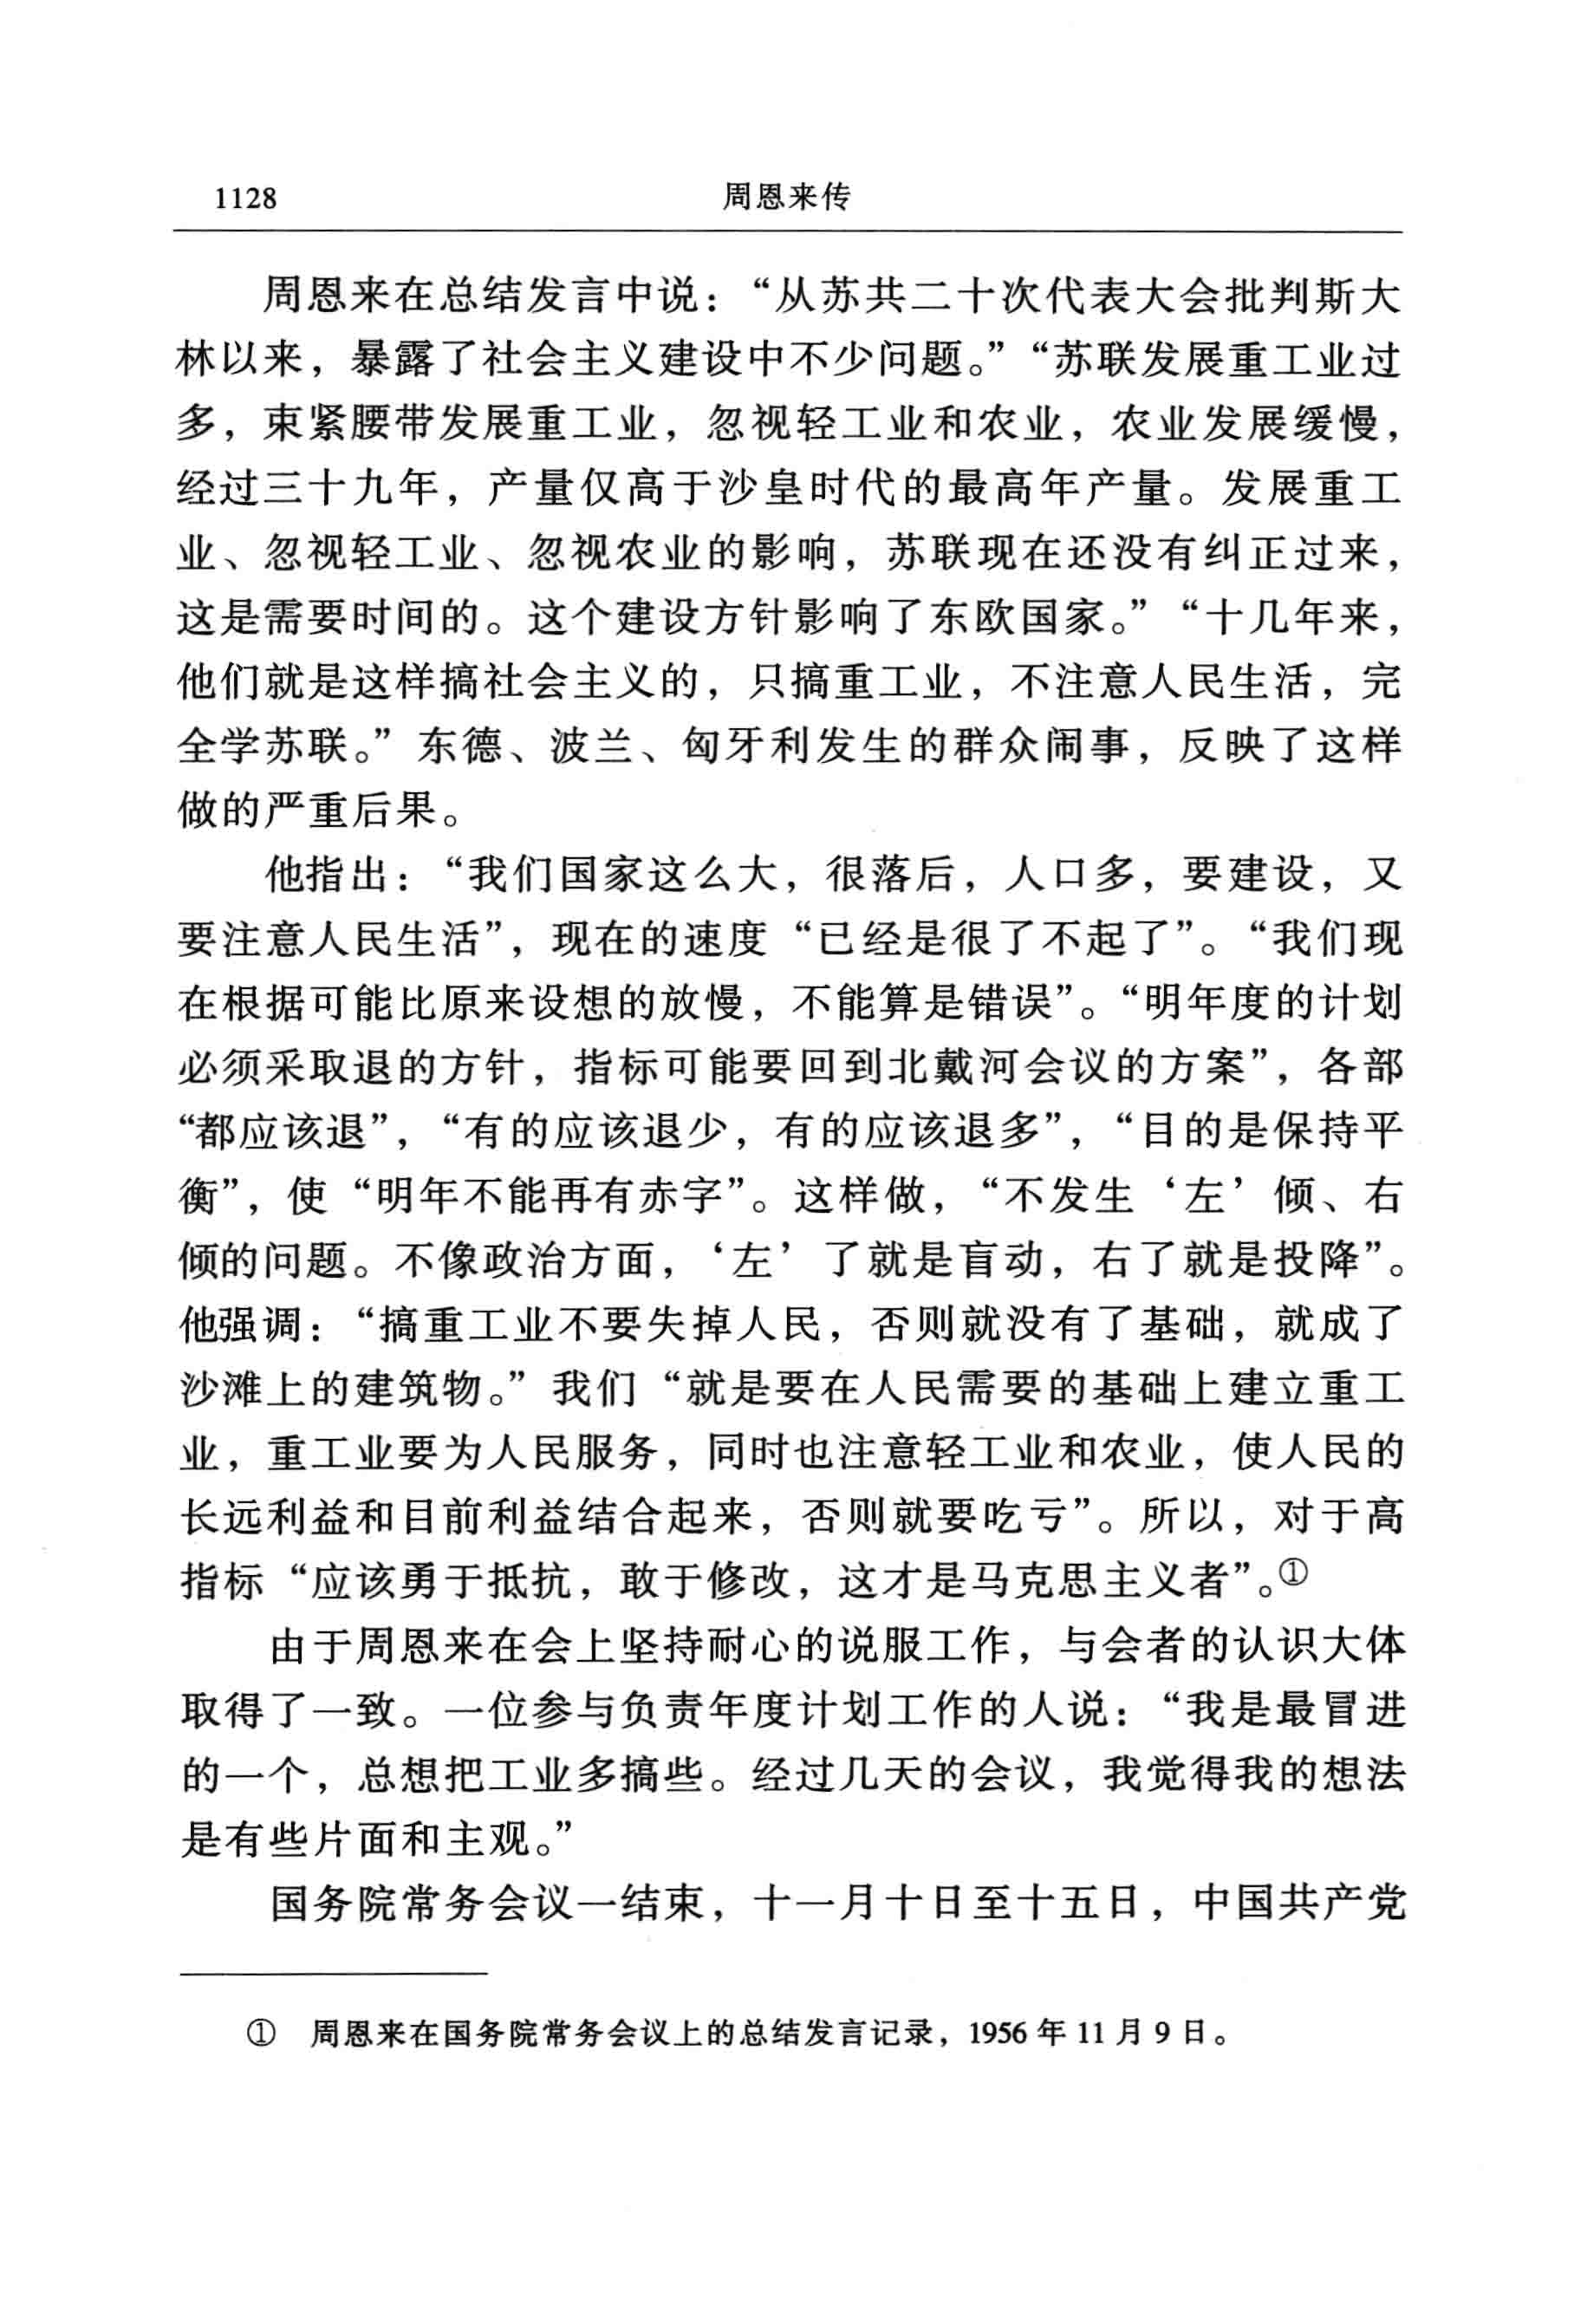 1128 周恩来传
周恩来在总结发言中说：“从苏共二十次代表大会批判斯大
林以来，暴露了社会主义建设中不少问题。”“苏联发展重工业过
多，束紧腰带发展重工业，忽视轻工业和农业，农业发展缓慢，
经过三十九年，产量仅高于沙皇时代的最高年产量。发展重工
业、忽视轻工业、忽视农业的影响，苏联现在还没有纠正过来，
这是需要时间的。这个建设方针影响了东欧国家。”“十几年来，
他们就是这样搞社会主义的，只搞重工业，不注意人民生活，完
全学苏联。”东德、波兰、匈牙利发生的群众闹事，反映了这样
做的严重后果。
他指出：“我们国家这么大，很落后，人口多，要建设，又
要注意人民生活”，现在的速度“已经是很了不起了”。“我们现
在根据可能比原来设想的放慢，不能算是错误”。“明年度的计划
必须采取退的方针，指标可能要回到北戴河会议的方案”，各部
“都应该退”，“有的应该退少，有的应该退多”，“目的是保持平
衡”，使“明年不能再有赤字”。这样做，“不发生‘左’倾、右
倾的问题。不像政治方面，‘左’了就是盲动，右了就是投降”。
他强调：“搞重工业不要失掉人民，否则就没有了基础，就成了
沙滩上的建筑物。”我们“就是要在人民需要的基础上建立重工
业，重工业要为人民服务，同时也注意轻工业和农业，使人民的
长远利益和目前利益结合起来，否则就要吃亏”。所以，对于高
指标“应该勇于抵抗，敢于修改，这才是马克思主义者”。①
由于周恩来在会上坚持耐心的说服工作，与会者的认识大体
取得了一致。一位参与负责年度计划工作的人说：“我是最冒进
的一个，总想把工业多搞些。经过几天的会议，我觉得我的想法
是有些片面和主观。”
国务院常务会议一结束，十一月十日至十五日，中国共产党
① 周恩来在国务院常务会议上的总结发言记录，1956 年 11 月 9 日。